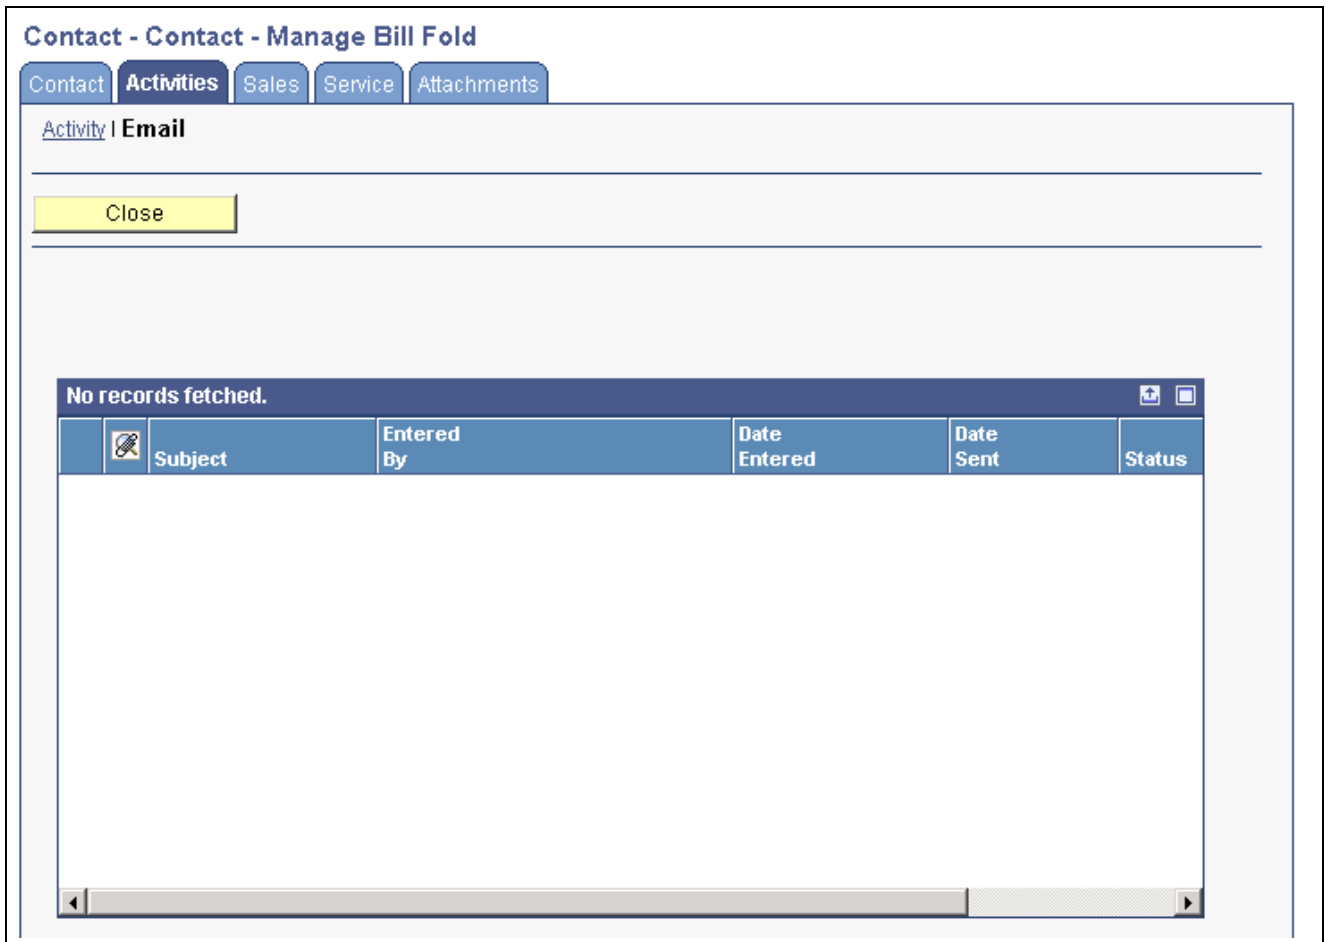 Contact - Contact - Manage Bill Fold
Contact Activities Sales Service Attachments
Activity | Email
Close
No records fetched.
Subject Entered By Date Entered Date Sent Status